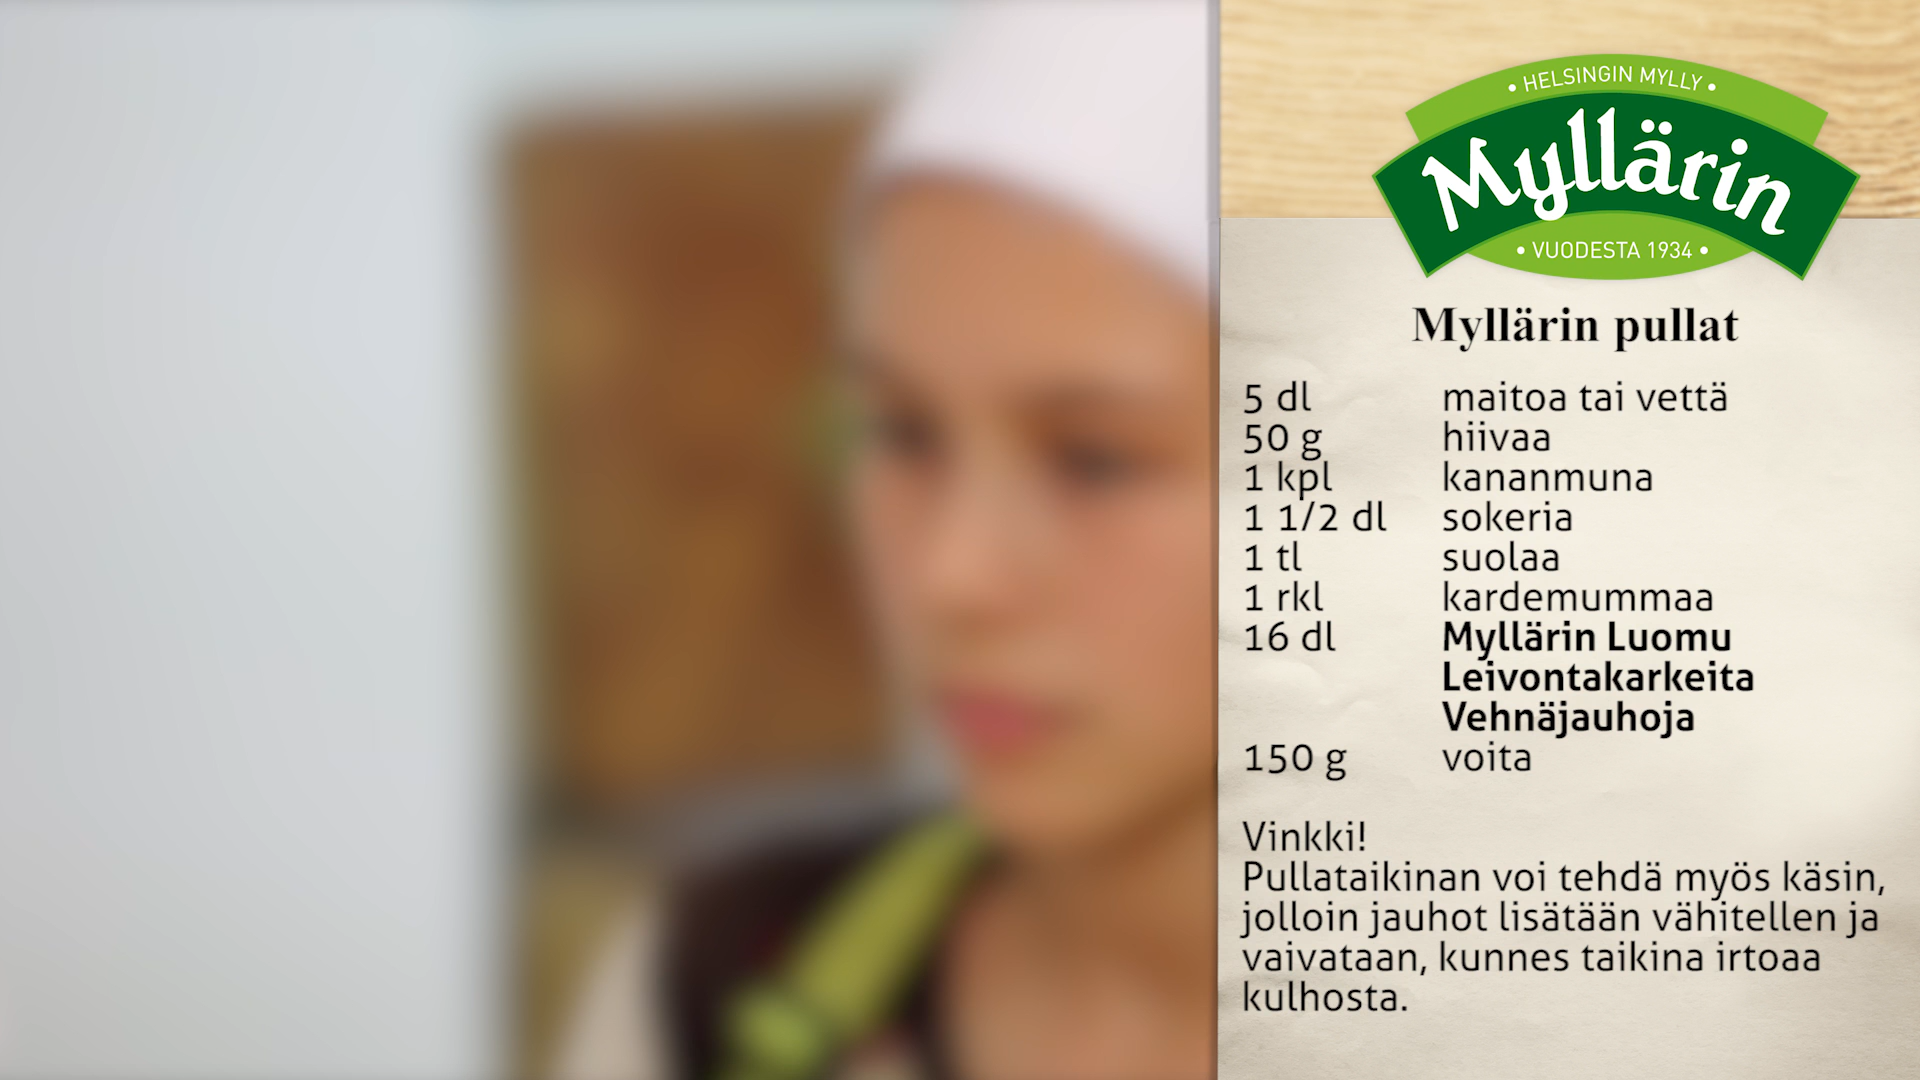 • HELSINGIN MYLLY •
Myllärin
• VUODESTA 1934 •
Myllärin pullat
5 dl maitoa tai vettä
50 g hiivaa
1 kpl kananmuna
1 1/2 dl sokeria
1 tl suolaa
1 rkl kardemummaa
16 dl Myllärin Luomu
Leivontakarkeita
Vehnäjauhoja
150 g voita
Vinkki!
Pullataikinan voi tehdä myös käsin,
jolloin jauhot lisätään vähitellen ja
vaivataan, kunnes taikina irtoaa
kulhosta.